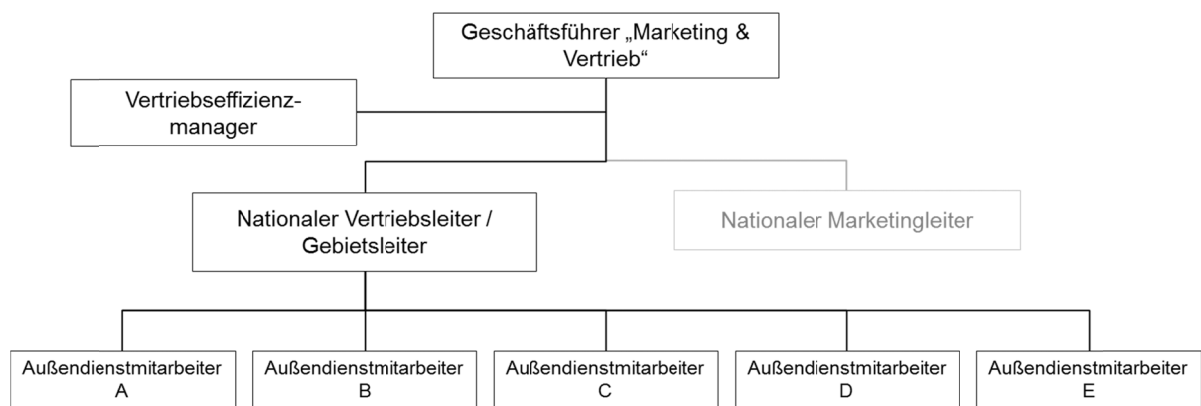 Geschäftsführer „Marketing &
Vertrieb“
Vertriebseffizienz-
manager
Nationaler Vertriebsleiter /
Gebietsleiter
Nationaler Marketingleiter
Außendienstmitarbeiter
A
Außendienstmitarbeiter
B
Außendienstmitarbeiter
C
Außendienstmitarbeiter
D
Außendienstmitarbeiter
E